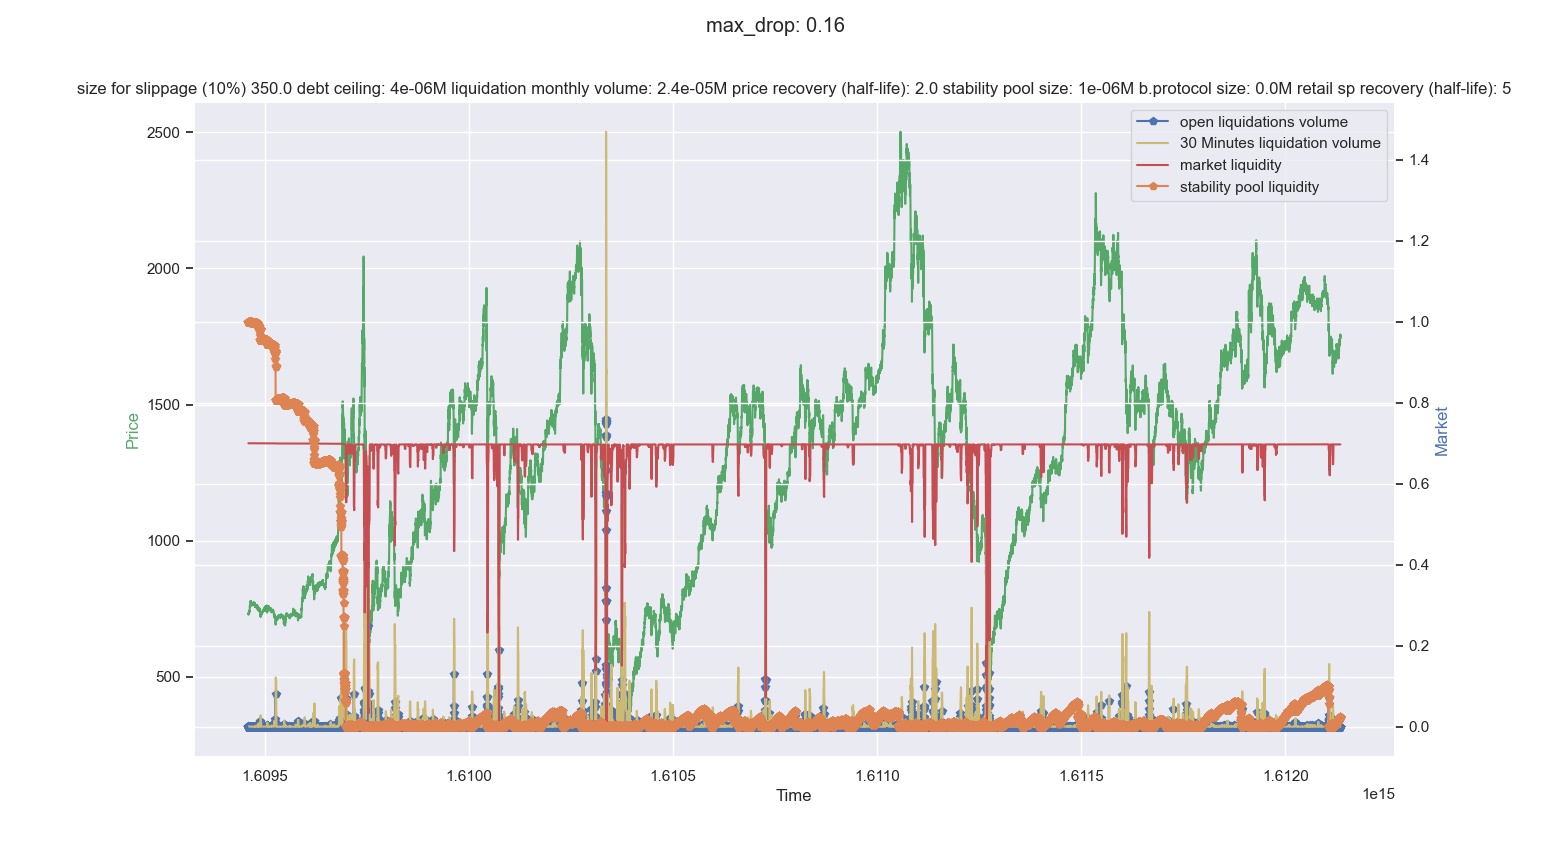 max_drop: 0.16
size for slippage (10%) 350.0 debt ceiling: 4e-06M liquidation monthly volume: 2.4e-05M price recovery (half-life): 2.0 stability pool size: 1e-06M b.protocol size: 0.0M retail sp recovery (half-life): 5
open liquidations volume
30 Minutes liquidation volume
market liquidity
stability pool liquidity
2500
2000
1500
1000
500
Price
1.4
1.2
1.0
0.8
0.6
0.4
0.2
0.0
Market
1.6095
1.6100
1.6105
1.6110
1.6115
1.6120
1e15
Time